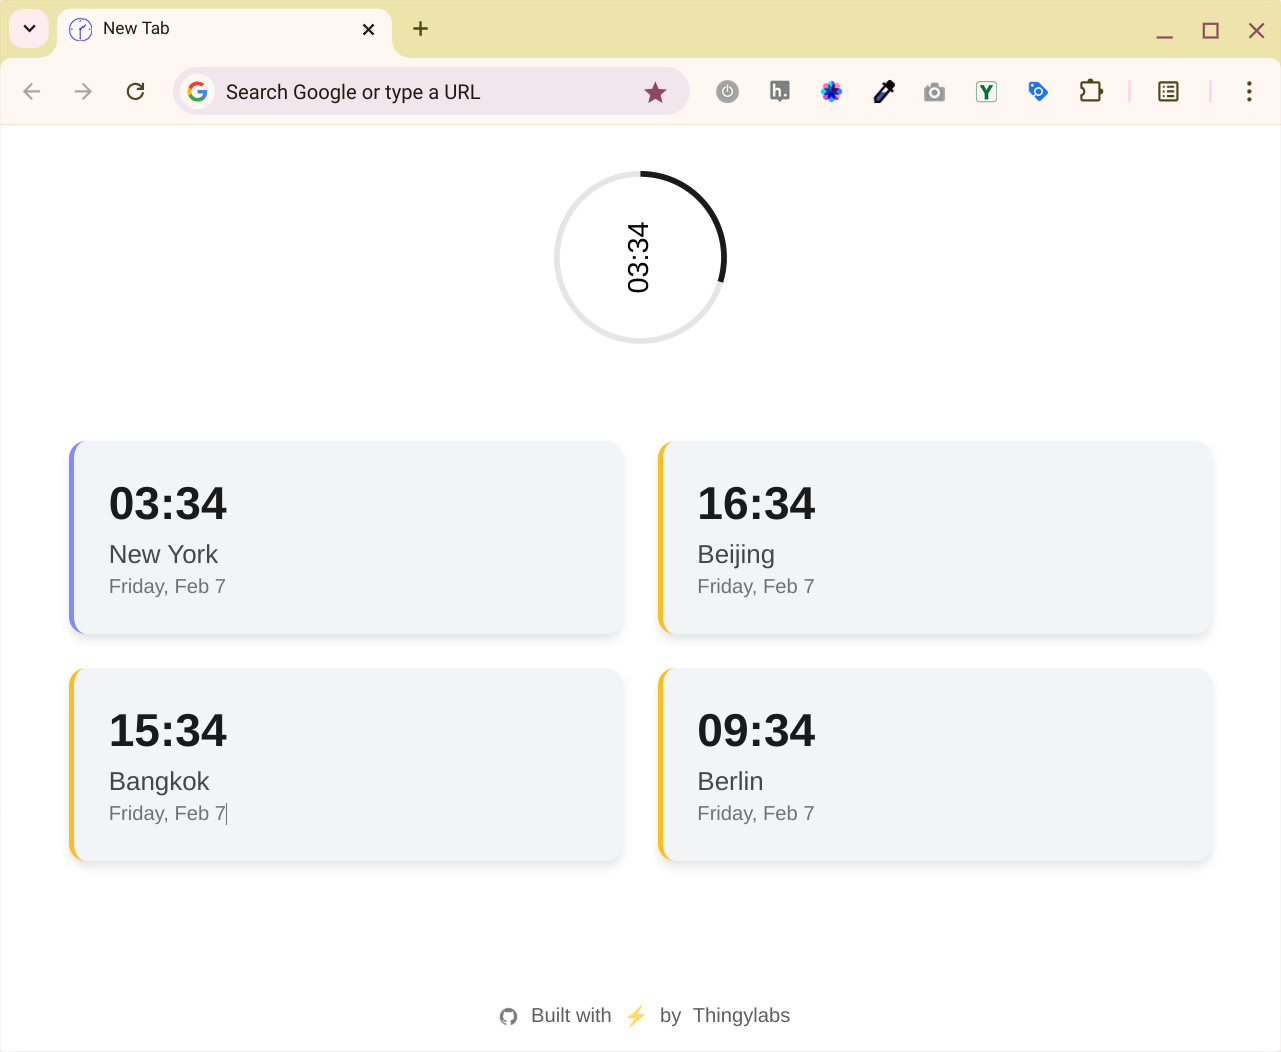 New Tab
Search Google or type a URL
h.
Y
03:34
03:34
New York
Friday, Feb 7
16:34
Beijing
Friday, Feb 7
15:34
Bangkok
Friday, Feb 7
09:34
Berlin
Friday, Feb 7
Built with ⚡ by Thingylabs